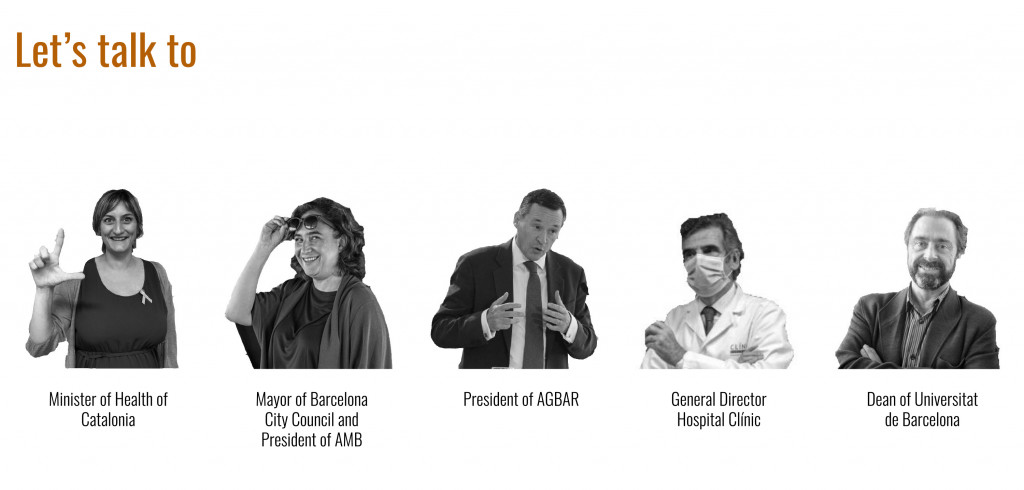 Let’s talk to
Minister of Health of
Catalonia
Mayor of Barcelona
City Council and
President of AMB
President of AGBAR
General Director
Hospital Clínic
Dean of Universitat
de Barcelona
CLÍNIC